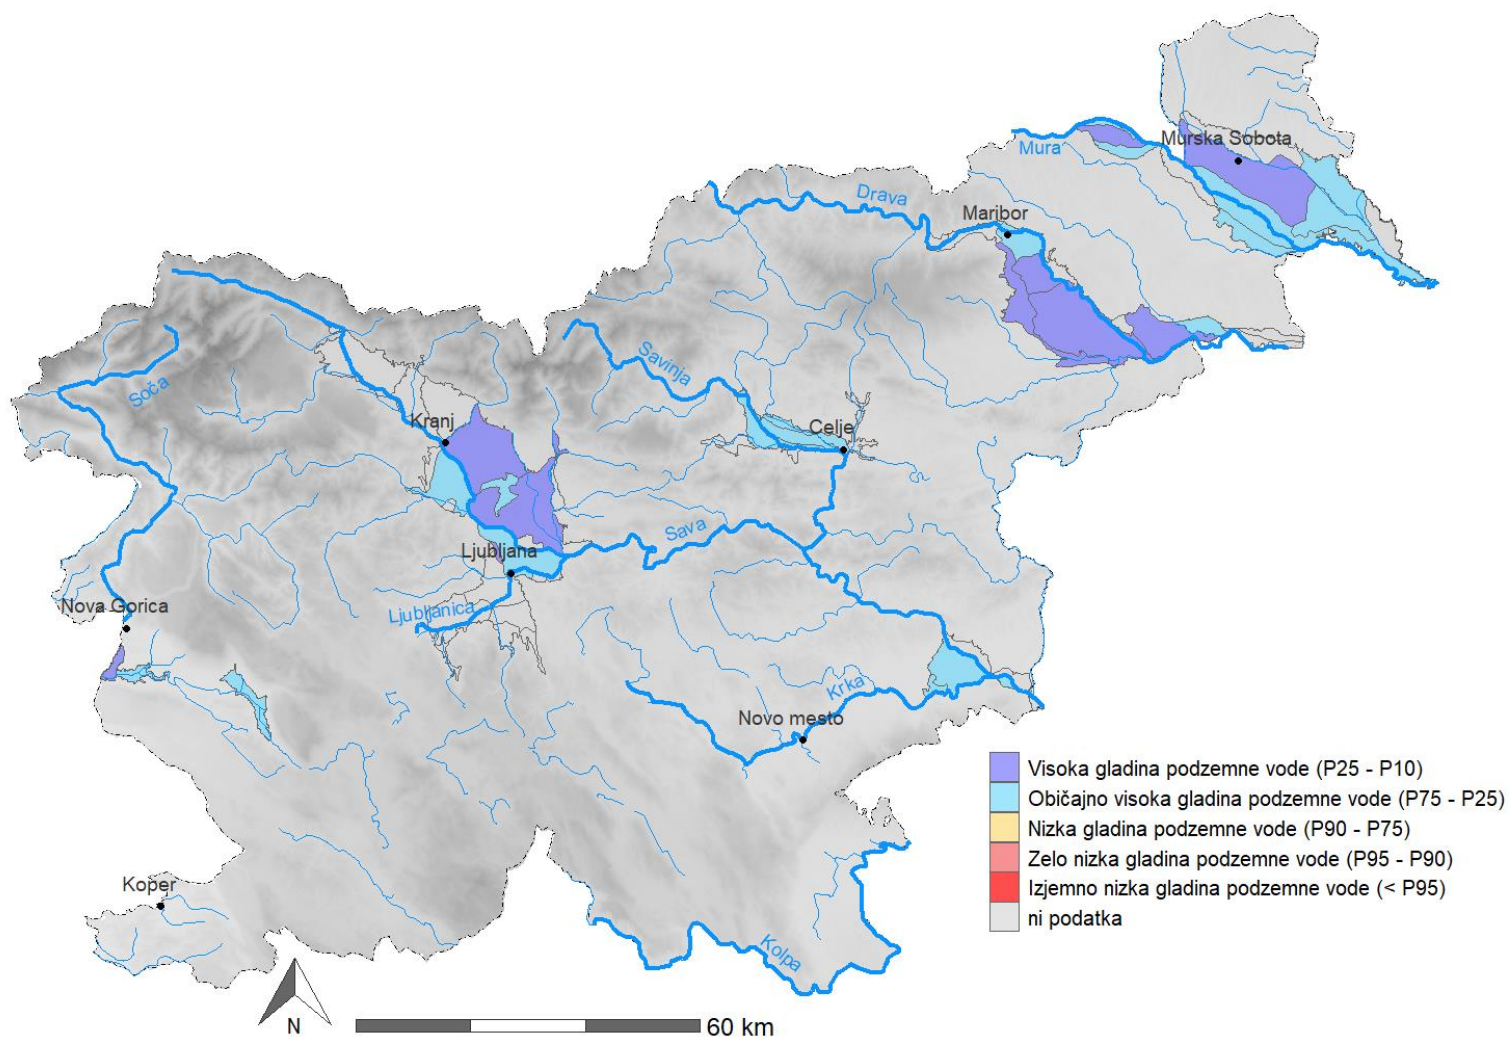 Murska Sobota
Mura
Drava
Maribor
Savinja
Soča
Kranj
Celje
Sava
Ljubljana
Nova Gorica
Ljubljanica
Krka
Novo mesto
Visoka gladina podzemne vode (P25 - P10)
Običajno visoka gladina podzemne vode (P75 - P25)
Nizka gladina podzemne vode (P90 - P75)
Zelo nizka gladina podzemne vode (P95 - P90)
Izjemno nizka gladina podzemne vode (< P95)
ni podatka
Koper
Kolpa
N
60 km